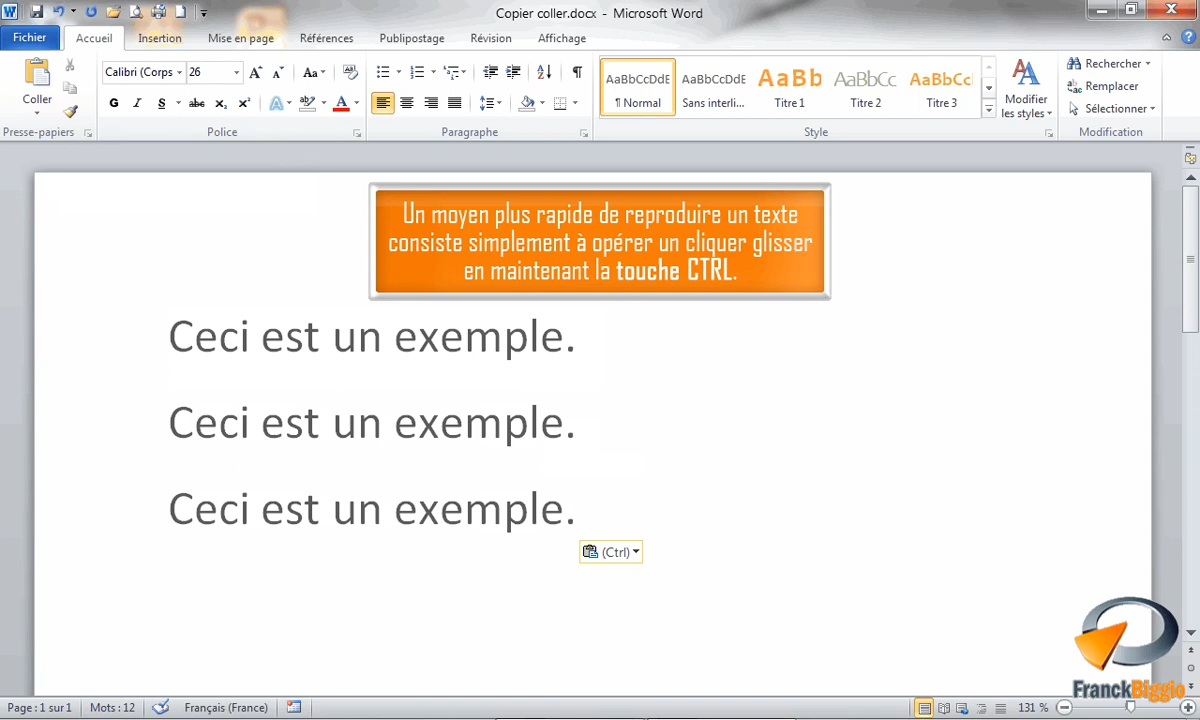 Copier coller.docx - Microsoft Word
Fichier Accueil Insertion Mise en page Références Publipostage Révision Affichage
Calibri (Corps 26 AaBbCcDdE AaBbCcDdE AaBb AaBbCc AaBbCc Rechercher
Coller Modifier les styles Remplacer
G I S abc x₂ x² A ab A ¶ Normal Sans interli... Titre 1 Titre 2 Titre 3 Sélectionner
Presse-papiers Police Paragraphe Style Modification
Un moyen plus rapide de reproduire un texte
consiste simplement à opérer un cliquer glisser
en maintenant la touche CTRL.
Ceci est un exemple.
Ceci est un exemple.
Ceci est un exemple.
(Ctrl)
FranckBiggio
Page : 1 sur 1 Mots : 12 Français (France) 131 %